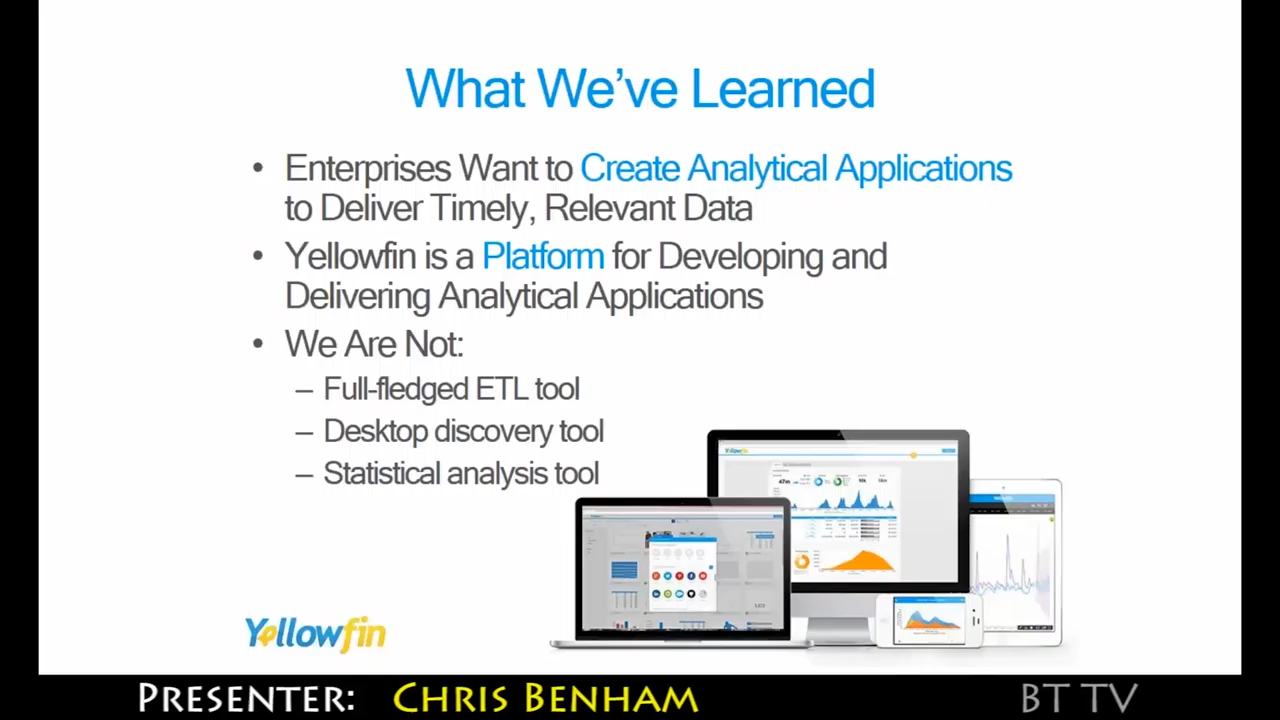 What We’ve Learned
• Enterprises Want to Create Analytical Applications
to Deliver Timely, Relevant Data
• Yellowfin is a Platform for Developing and
Delivering Analytical Applications
• We Are Not:
– Full-fledged ETL tool
– Desktop discovery tool
– Statistical analysis tool
Yellowfin
Yellowfin
PRESENTER: CHRIS BENHAM
BT TV